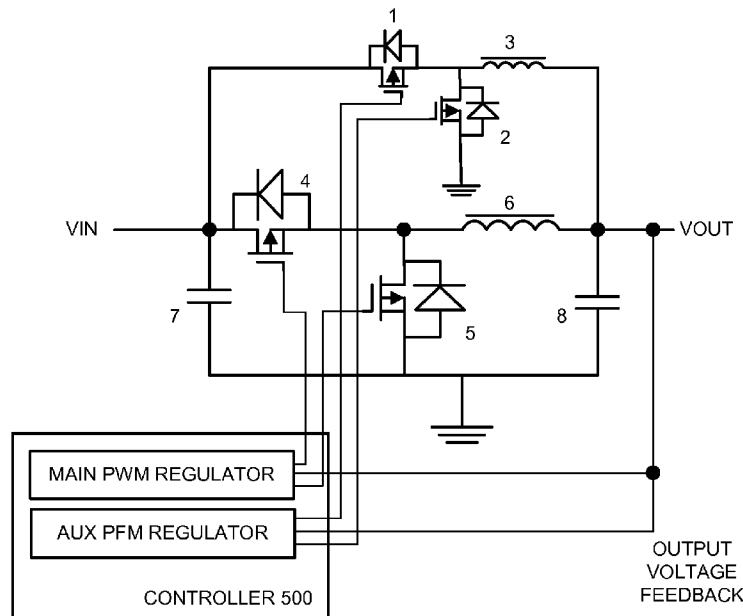 1
3
2
4
6
VIN
VOUT
7
5
8
MAIN PWM REGULATOR
AUX PFM REGULATOR
OUTPUT
VOLTAGE
FEEDBACK
CONTROLLER 500